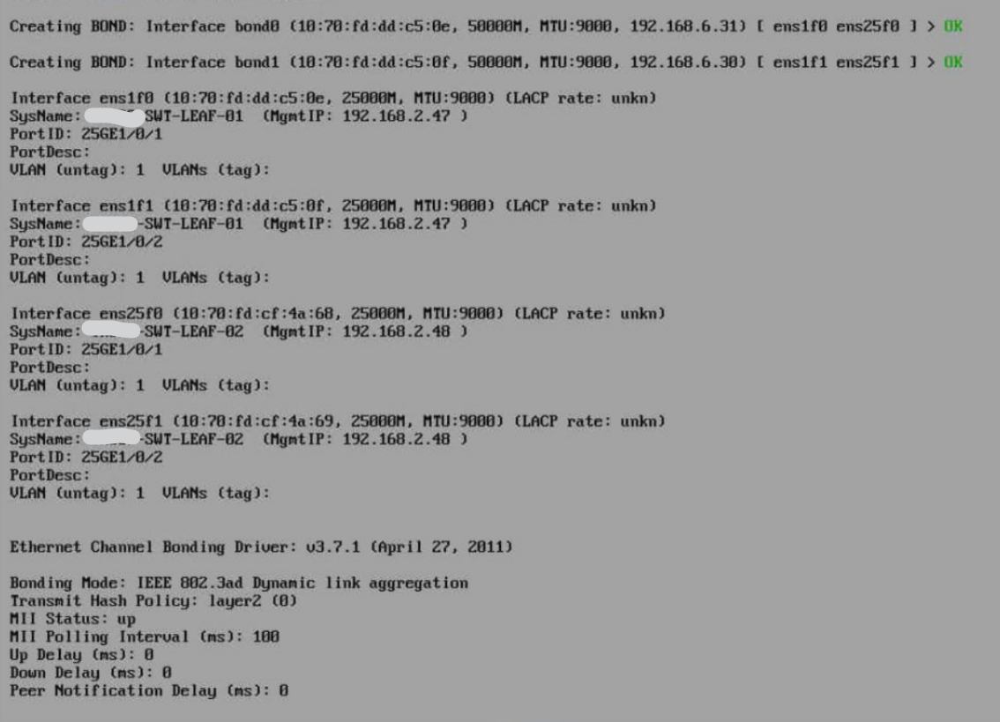 Creating BOND: Interface bond0 (10:70:fd:dd:c5:0e, 50000M, MTU:9000, 192.168.6.31) [ ens1f0 ens25f0 ] > OK
Creating BOND: Interface bond1 (10:70:fd:dd:c5:0f, 50000M, MTU:9000, 192.168.6.30) [ ens1f1 ens25f1 ] > OK
Interface ens1f0 (10:70:fd:dd:c5:0e, 25000M, MTU:9000) (LACP rate: unkn)
SysName: SWT-LEAF-01 (MgmtIP: 192.168.2.47 )
PortID: 25GE1/0/1
PortDesc:
VLAN (untag): 1 VLANs (tag):
Interface ens1f1 (10:70:fd:dd:c5:0f, 25000M, MTU:9000) (LACP rate: unkn)
SysName: -SWT-LEAF-01 (MgmtIP: 192.168.2.47 )
PortID: 25GE1/0/2
PortDesc:
VLAN (untag): 1 VLANs (tag):
Interface ens25f0 (10:70:fd:cf:4a:68, 25000M, MTU:9000) (LACP rate: unkn)
SysName: -SWT-LEAF-02 (MgmtIP: 192.168.2.48 )
PortID: 25GE1/0/1
PortDesc:
VLAN (untag): 1 VLANs (tag):
Interface ens25f1 (10:70:fd:cf:4a:69, 25000M, MTU:9000) (LACP rate: unkn)
SysName: -SWT-LEAF-02 (MgmtIP: 192.168.2.48 )
PortID: 25GE1/0/2
PortDesc:
VLAN (untag): 1 VLANs (tag):
Ethernet Channel Bonding Driver: v3.7.1 (April 27, 2011)
Bonding Mode: IEEE 802.3ad Dynamic link aggregation
Transmit Hash Policy: layer2 (0)
MII Status: up
MII Polling Interval (ms): 100
Up Delay (ms): 0
Down Delay (ms): 0
Peer Notification Delay (ms): 0